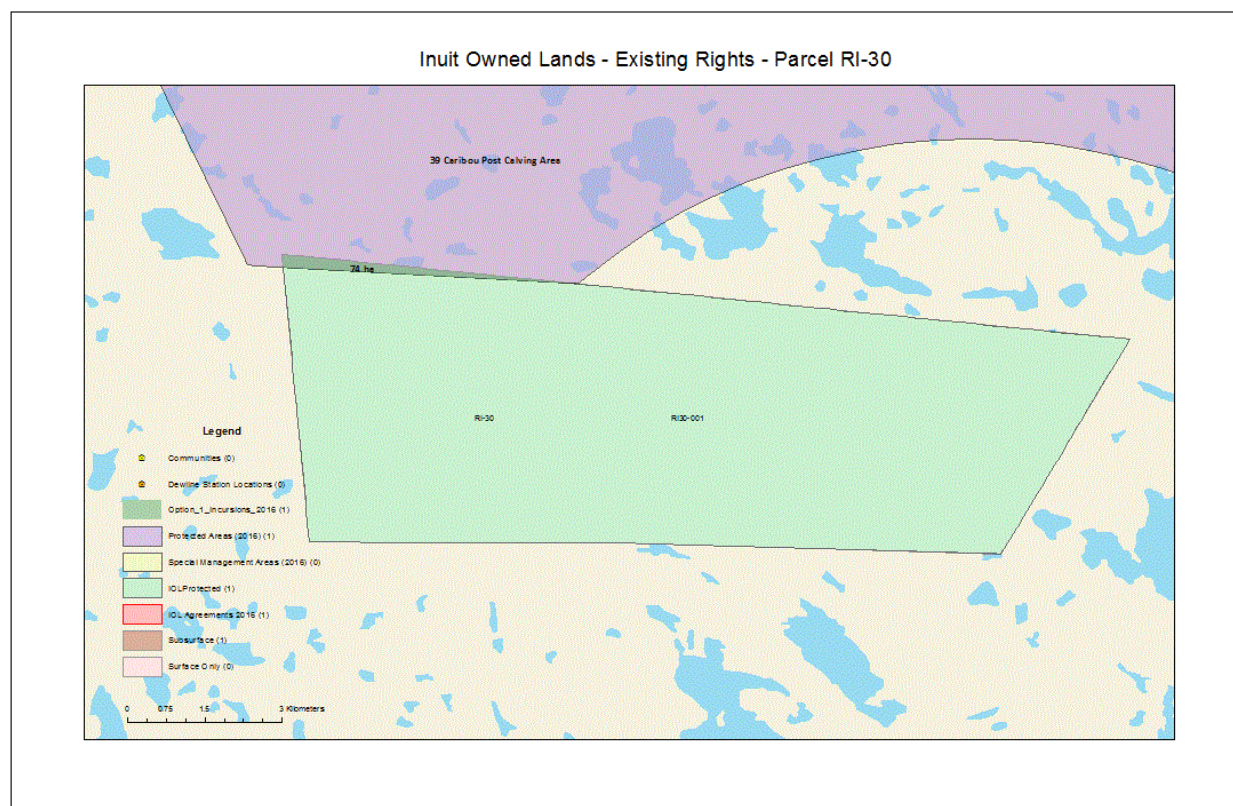 Inuit Owned Lands - Existing Rights - Parcel RI-30
39 Caribou Post Calving Area
74 ha
RI-30
RI30-001
Legend
Communities (0)
Dewline Station Locations (0)
Option_1_Incursions_2016 (1)
Protected Areas (2016) (1)
Special Management Areas (2016) (0)
IOLProtected (1)
IOL Agreements 2016 (1)
Subsurface (1)
Surface Only (0)
0 0.75 1.5 3 Kilometers